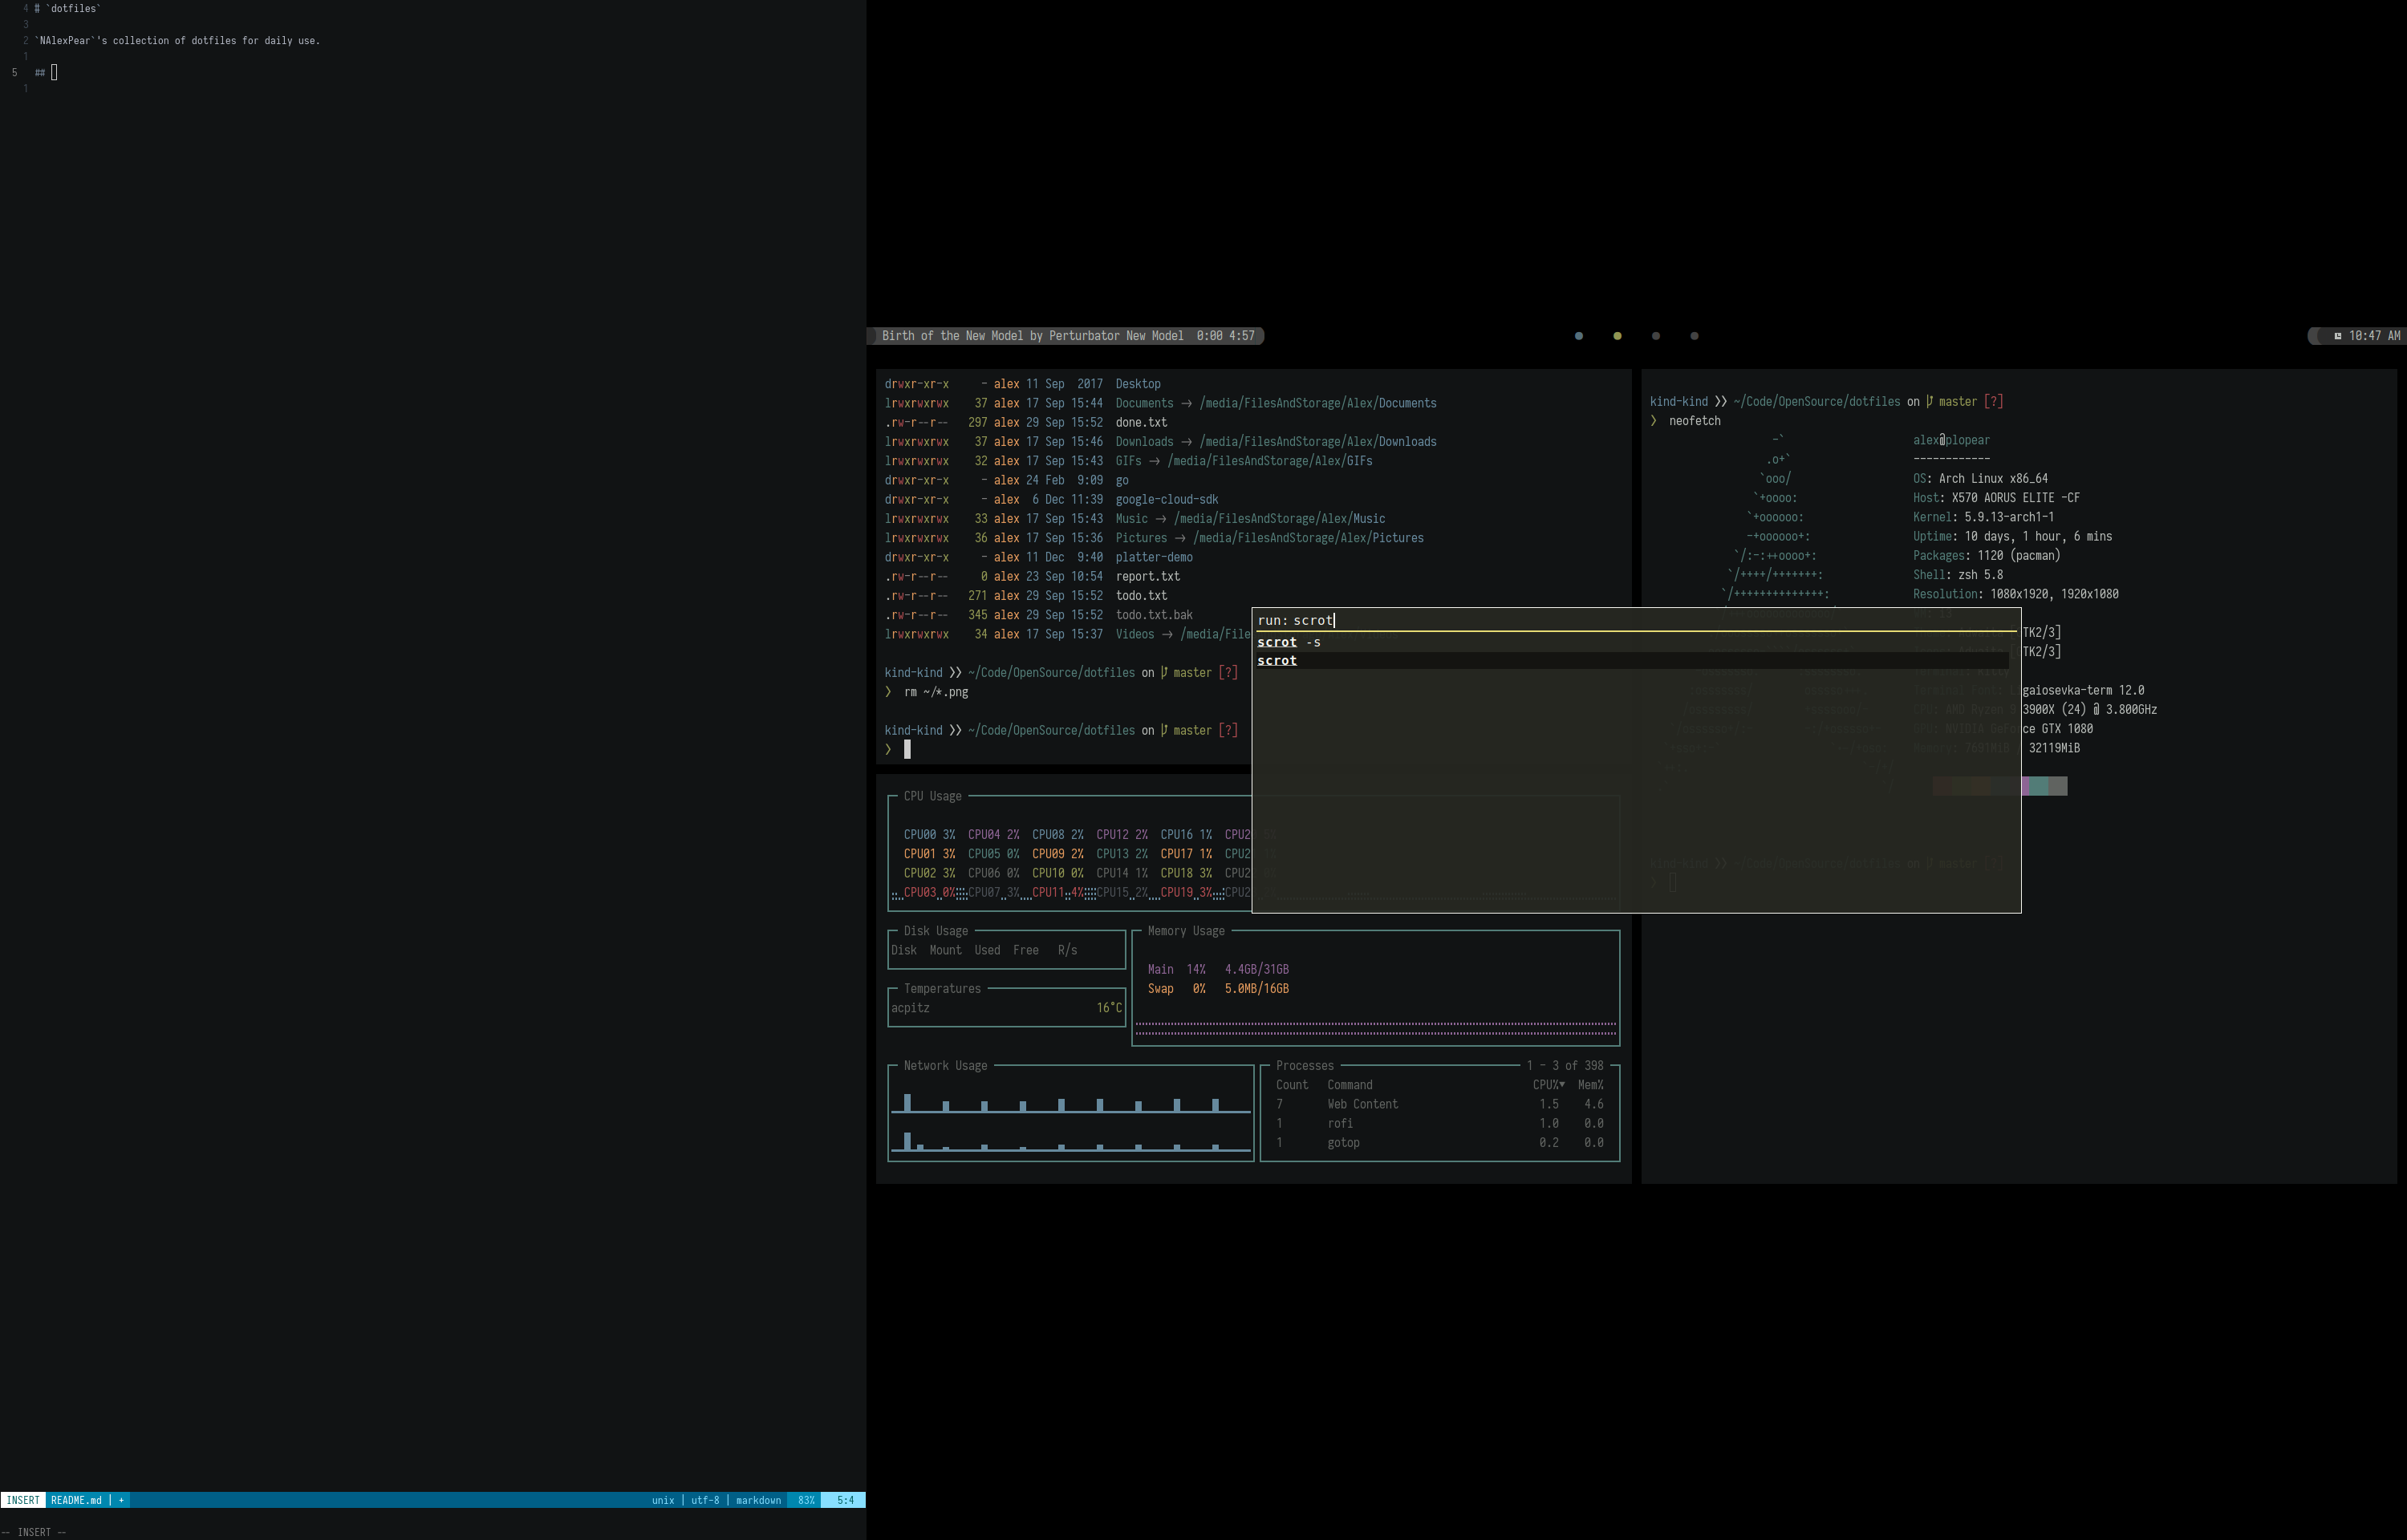 4 # `dotfiles`
3
2 `NAlexPear`'s collection of dotfiles for daily use.
1
5 ##
1
INSERT README.md | + unix | utf-8 | markdown 83% 5:4
-- INSERT --
Birth of the New Model by Perturbator New Model 0:00 4:57
10:47 AM
drwxr-xr-x - alex 11 Sep 2017 Desktop
lrwxrwxrwx 37 alex 17 Sep 15:44 Documents → /media/FilesAndStorage/Alex/Documents
.rw-r--r-- 297 alex 29 Sep 15:52 done.txt
lrwxrwxrwx 37 alex 17 Sep 15:46 Downloads → /media/FilesAndStorage/Alex/Downloads
lrwxrwxrwx 32 alex 17 Sep 15:43 GIFs → /media/FilesAndStorage/Alex/GIFs
drwxr-xr-x - alex 24 Feb 9:09 go
drwxr-xr-x - alex 6 Dec 11:39 google-cloud-sdk
lrwxrwxrwx 33 alex 17 Sep 15:43 Music → /media/FilesAndStorage/Alex/Music
lrwxrwxrwx 36 alex 17 Sep 15:36 Pictures → /media/FilesAndStorage/Alex/Pictures
drwxr-xr-x - alex 11 Dec 9:40 platter-demo
.rw-r--r-- 0 alex 23 Sep 10:54 report.txt
.rw-r--r-- 271 alex 29 Sep 15:52 todo.txt
.rw-r--r-- 345 alex 29 Sep 15:52 todo.txt.bak
lrwxrwxrwx 34 alex 17 Sep 15:37 Videos → /media/File
kind-kind ❯❯ ~/Code/OpenSource/dotfiles on master [?]
❯ rm ~/*.png
kind-kind ❯❯ ~/Code/OpenSource/dotfiles on master [?]
❯
run: scrot
scrot -s
scrot
kind-kind ❯❯ ~/Code/OpenSource/dotfiles on master [?]
❯ neofetch
-` alex@plopear
.o+` ------------
`ooo/ OS: Arch Linux x86_64
`+oooo: Host: X570 AORUS ELITE -CF
`+oooooo: Kernel: 5.9.13-arch1-1
-+oooooo+: Uptime: 10 days, 1 hour, 6 mins
`/:-:++oooo+: Packages: 1120 (pacman)
`/++++/+++++++: Shell: zsh 5.8
`/++++++++++++++: Resolution: 1080x1920, 1920x1080
TK2/3]
TK2/3]
gaiosevka-term 12.0
CPU: AMD Ryzen 9 3900X (24) @ 3.800GHz
NVIDIA GeForce GTX 1080
32119MiB
kind-kind ❯❯ ~/Code/OpenSource/dotfiles on master [?]
❯
CPU Usage
CPU00 3% CPU04 2% CPU08 2% CPU12 2% CPU16 1% CPU2
CPU01 3% CPU05 0% CPU09 2% CPU13 2% CPU17 1% CPU2
CPU02 3% CPU06 0% CPU10 0% CPU14 1% CPU18 3% CPU2
CPU03 0% CPU07 3% CPU11 4% CPU15 2% CPU19 3% CPU2
Disk Usage
Disk Mount Used Free R/s
Temperatures
acpitz 16°C
Memory Usage
Main 14% 4.4GB/31GB
Swap 0% 5.0MB/16GB
Network Usage
Processes 1 - 3 of 398
Count Command CPU%▼ Mem%
7 Web Content 1.5 4.6
1 rofi 1.0 0.0
1 gotop 0.2 0.0